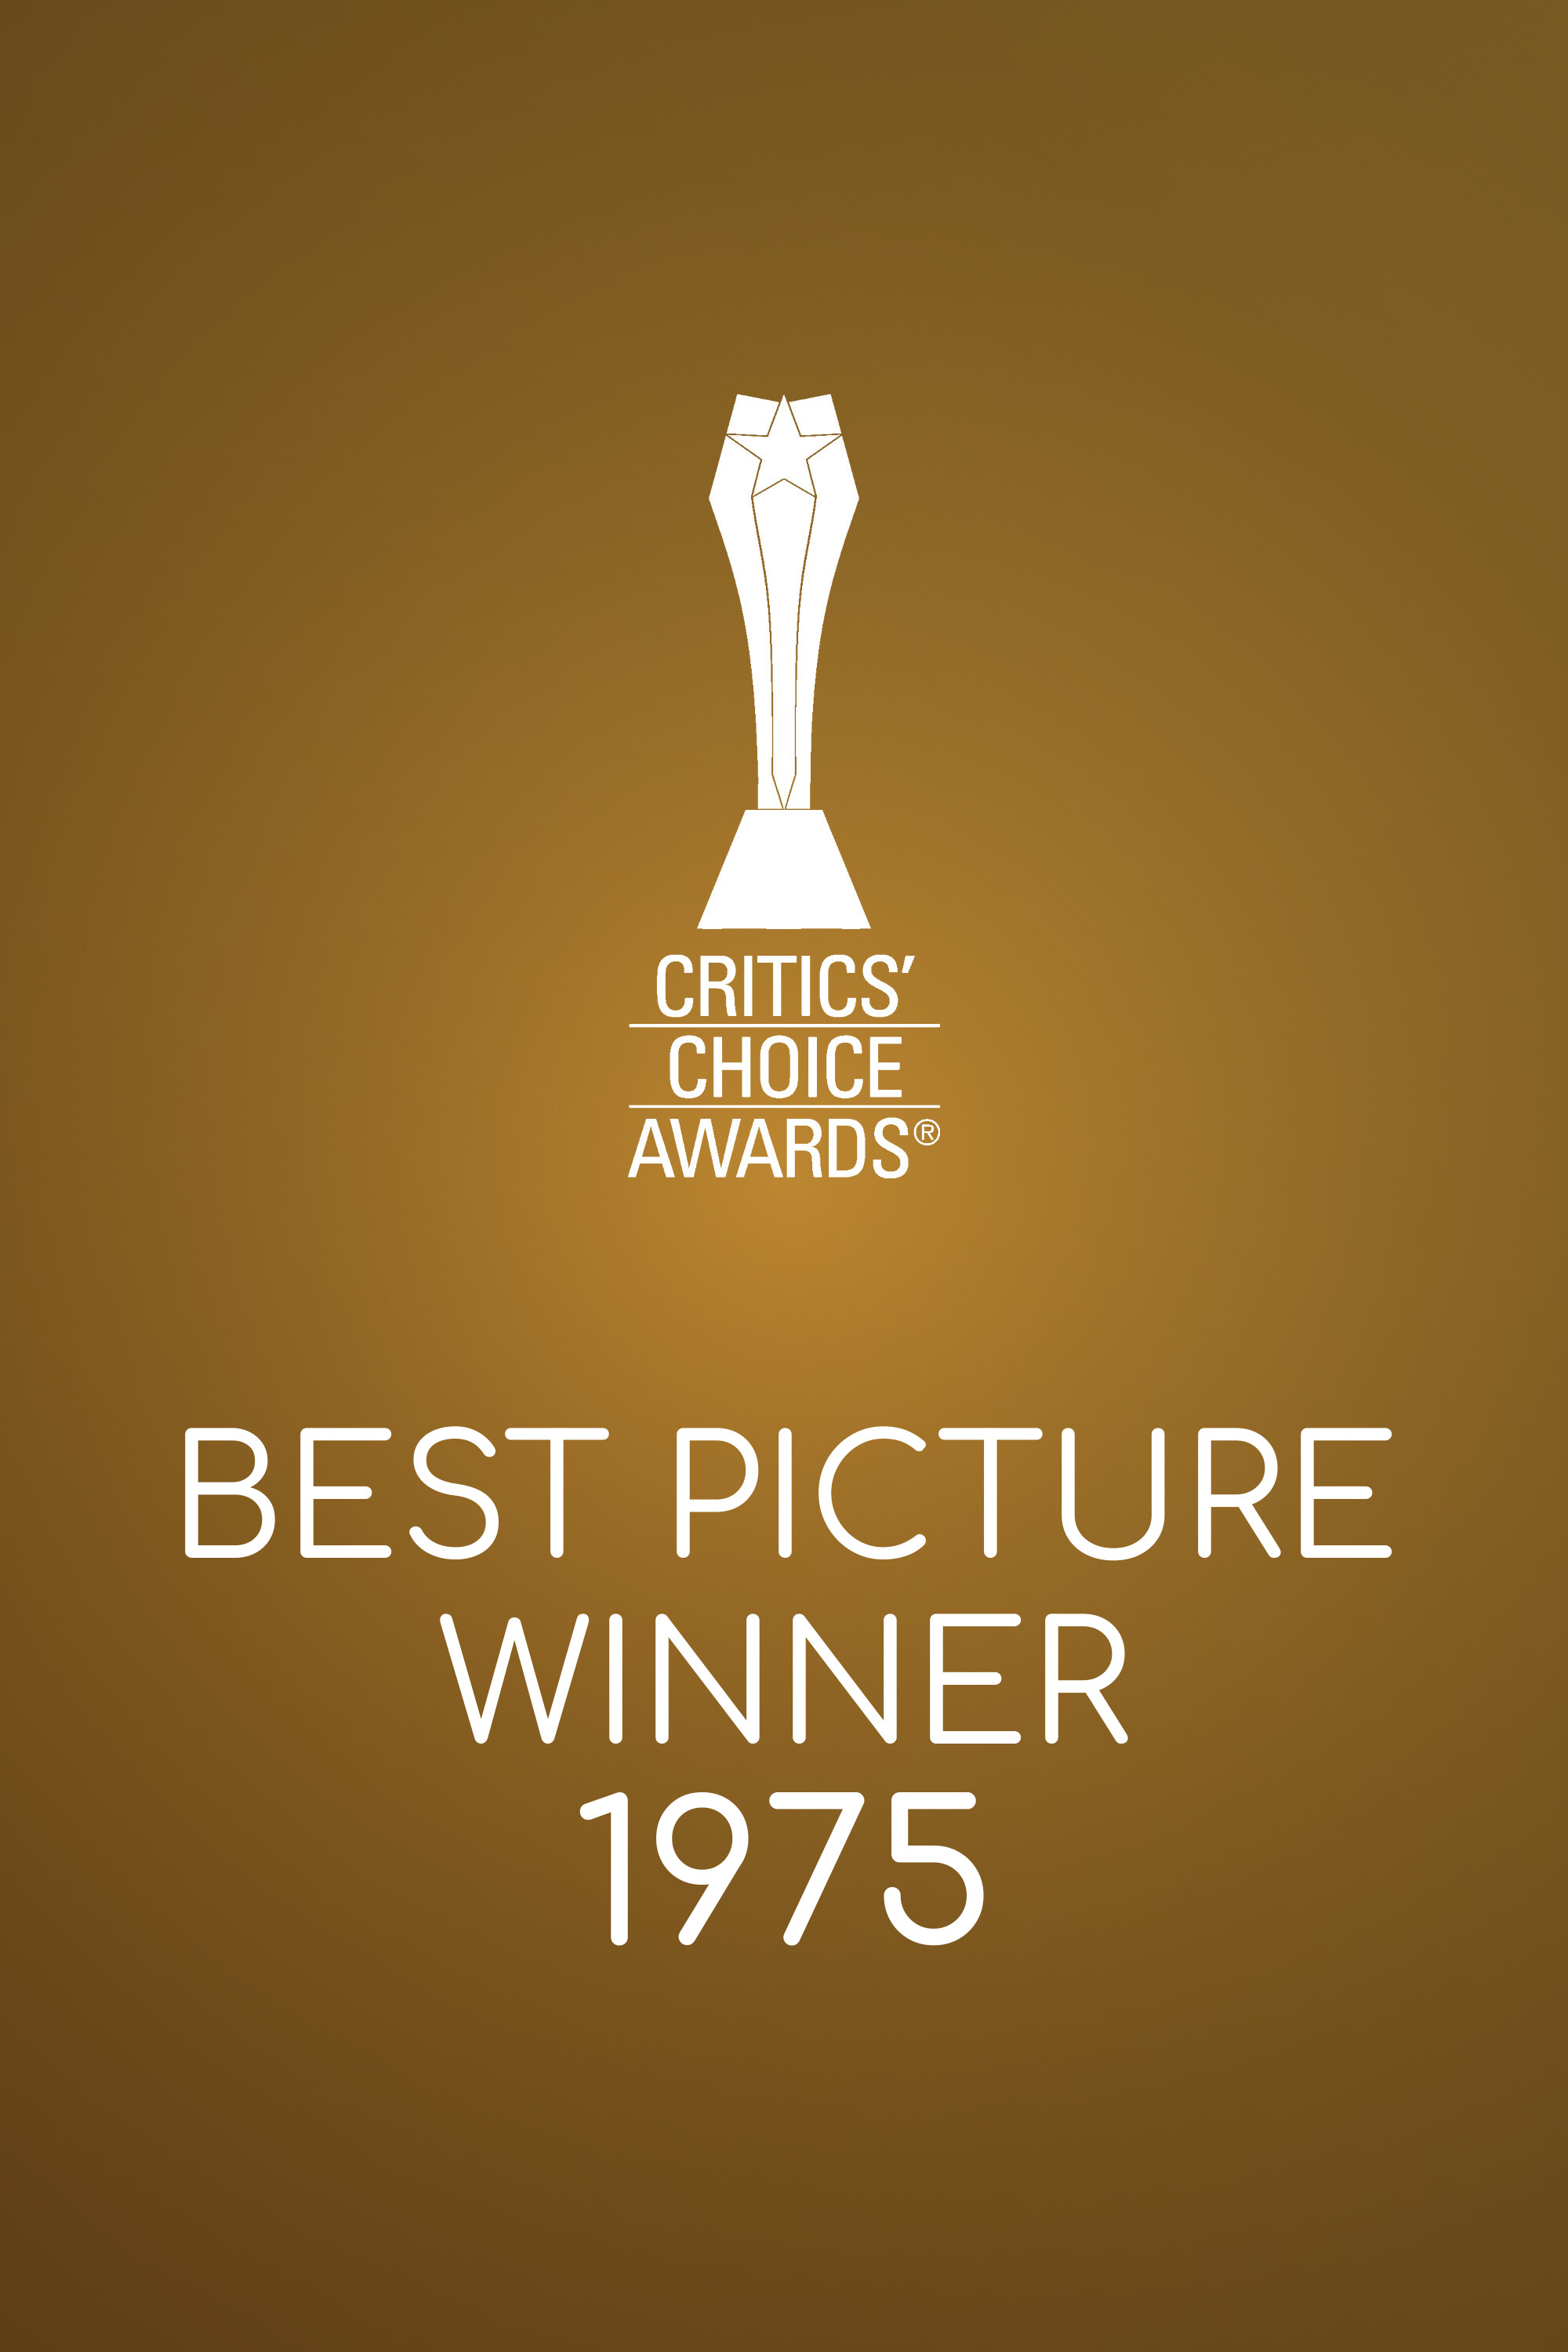 CRITICS'
CHOICE
AWARDS®
BEST PICTURE
WINNER
1975